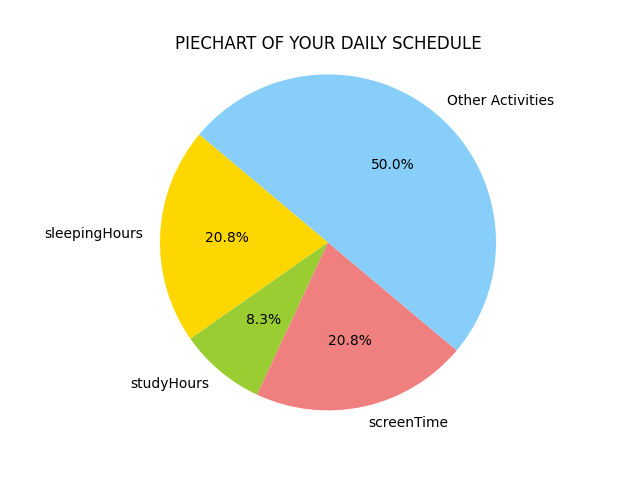 PIECHART OF YOUR DAILY SCHEDULE
Other Activities
50.0%
sleepingHours
20.8%
8.3%
20.8%
studyHours
screenTime